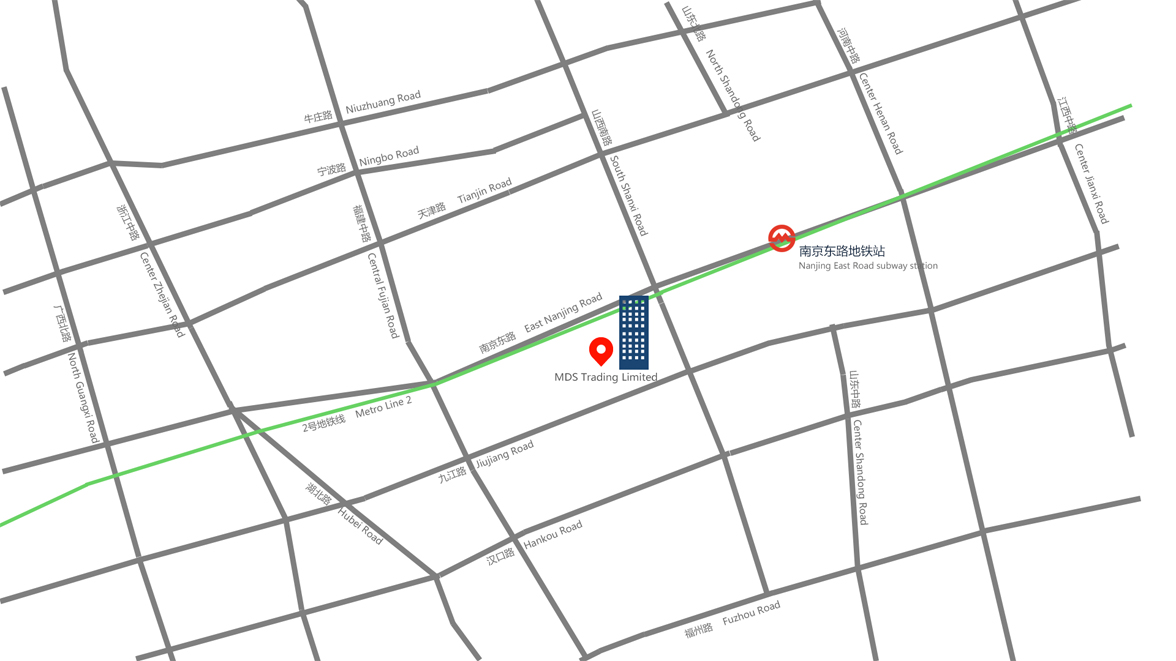 山东北路
North Shandong Road
河南中路
Center Henan Road
牛庄路 Niuzhuang Road
宁波路 Ningbo Road
天津路 Tianjin Road
山西南路
South Shanxi Road
江西中路
Center Jianxi Road
浙江中路
Center Zhejian Road
福建中路
Central Fujian Road
南京东路地铁站
Nanjing East Road subway station
广西北路
North Guangxi Road
南京东路 East Nanjing Road
MDS Trading Limited
2号地铁线 Metro Line 2
山东中路
Center Shandong Road
九江路 Jiujiang Road
湖北路 Hubei Road
汉口路 Hankou Road
福州路 Fuzhou Road